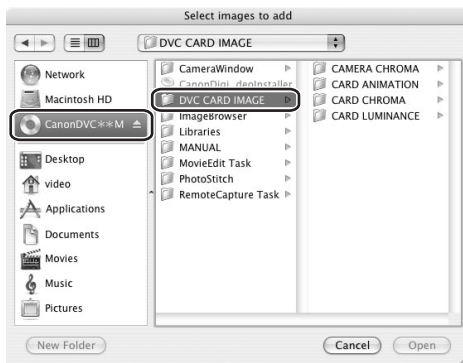 Select images to add
DVC CARD IMAGE
Network
Macintosh HD
CanonDVC**M
Desktop
video
Applications
Documents
Movies
Music
Pictures
CameraWindow
CanonDigi deoInstaller
DVC CARD IMAGE
ImageBrowser
Libraries
MANUAL
MovieEdit Task
PhotoStitch
RemoteCapture Task
CAMERA CHROMA
CARD ANIMATION
CARD CHROMA
CARD LUMINANCE
New Folder
Cancel
Open